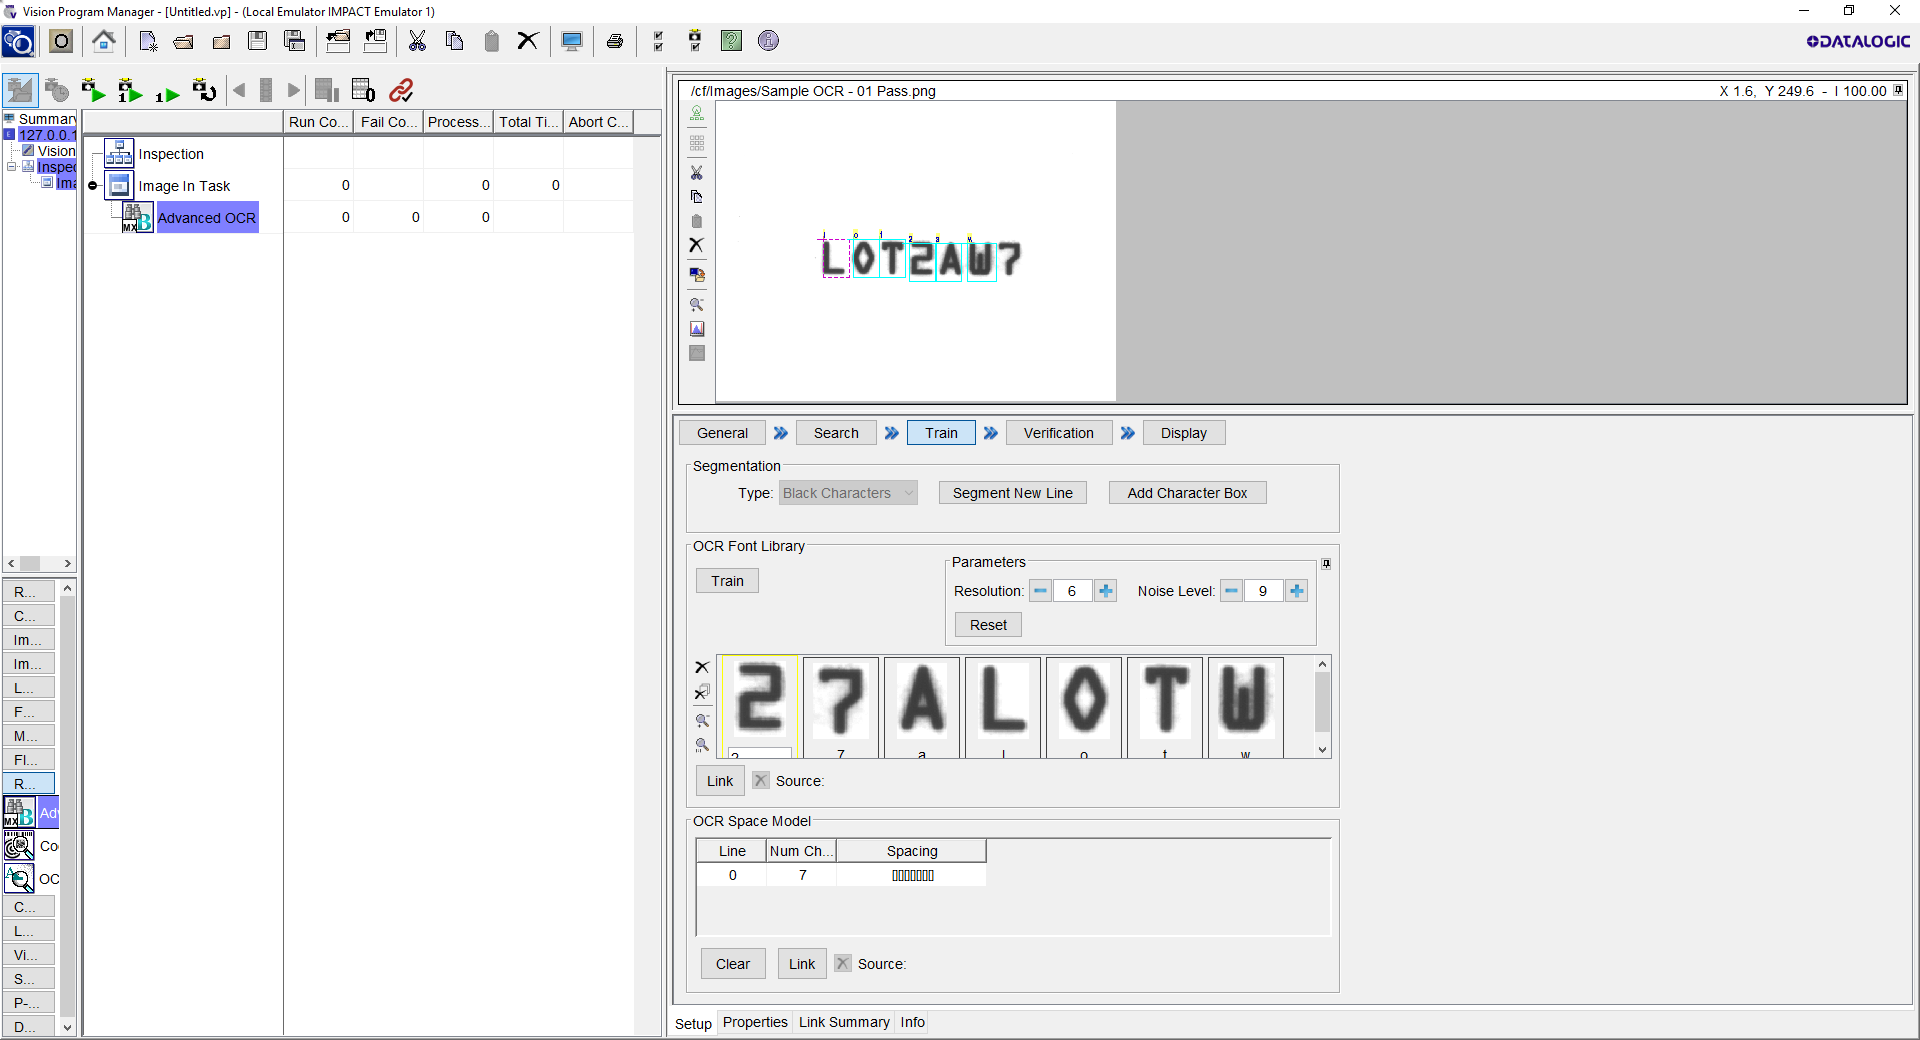 Vision Program Manager - [Untitled.vp] - (Local Emulator IMPACT Emulator 1)
DATALOGIC
Summary
127.0.0.1
Vision
Inspe
Ima
Run Co... Fail Co... Process... Total Ti... Abort C...
Inspection
Image In Task 0 0 0
Advanced OCR 0 0 0
R...
C...
Im...
Im...
L...
F...
M...
Fl...
R...
Adv
Co
OC
C...
L...
Vi...
S...
P-...
D...
/cf/Images/Sample OCR - 01 Pass.png X 1.6, Y 249.6 - I 100.00
l o t 2 a w
LOT2AW7
General Search Train Verification Display
Segmentation
Type: Black Characters Segment New Line Add Character Box
OCR Font Library
Train
Parameters
Resolution: 6 Noise Level: 9
Reset
2 7 A L O T W
2 7 a l o t w
Link Source:
OCR Space Model
Line Num Ch... Spacing
0 7
Clear Link Source:
Setup Properties Link Summary Info